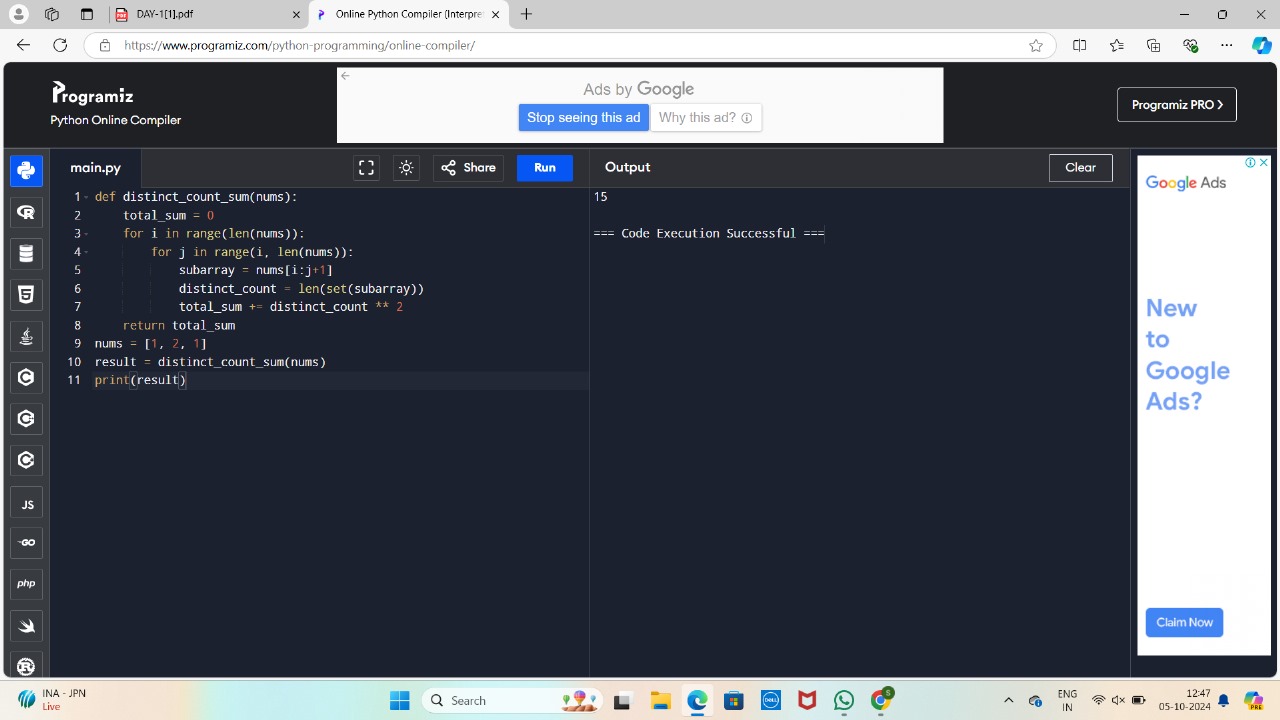 DAY-1[1].pdf
Online Python Compiler (Interpre
https://www.programiz.com/python-programming/online-compiler/
Programiz
Python Online Compiler
Ads by Google
Stop seeing this ad
Why this ad?
Programiz PRO >
main.py
Share
Run
Output
Clear
1 def distinct_count_sum(nums):
2 total_sum = 0
3 for i in range(len(nums)):
4 for j in range(i, len(nums)):
5 subarray = nums[i:j+1]
6 distinct_count = len(set(subarray))
7 total_sum += distinct_count ** 2
8 return total_sum
9 nums = [1, 2, 1]
10 result = distinct_count_sum(nums)
11 print(result)
15
=== Code Execution Successful ===
JS
GO
php
Google Ads
New
to
Google
Ads?
Claim Now
INA - JPN
Live
Search
DELL
S
ENG
IN
12:47
05-10-2024
PRE